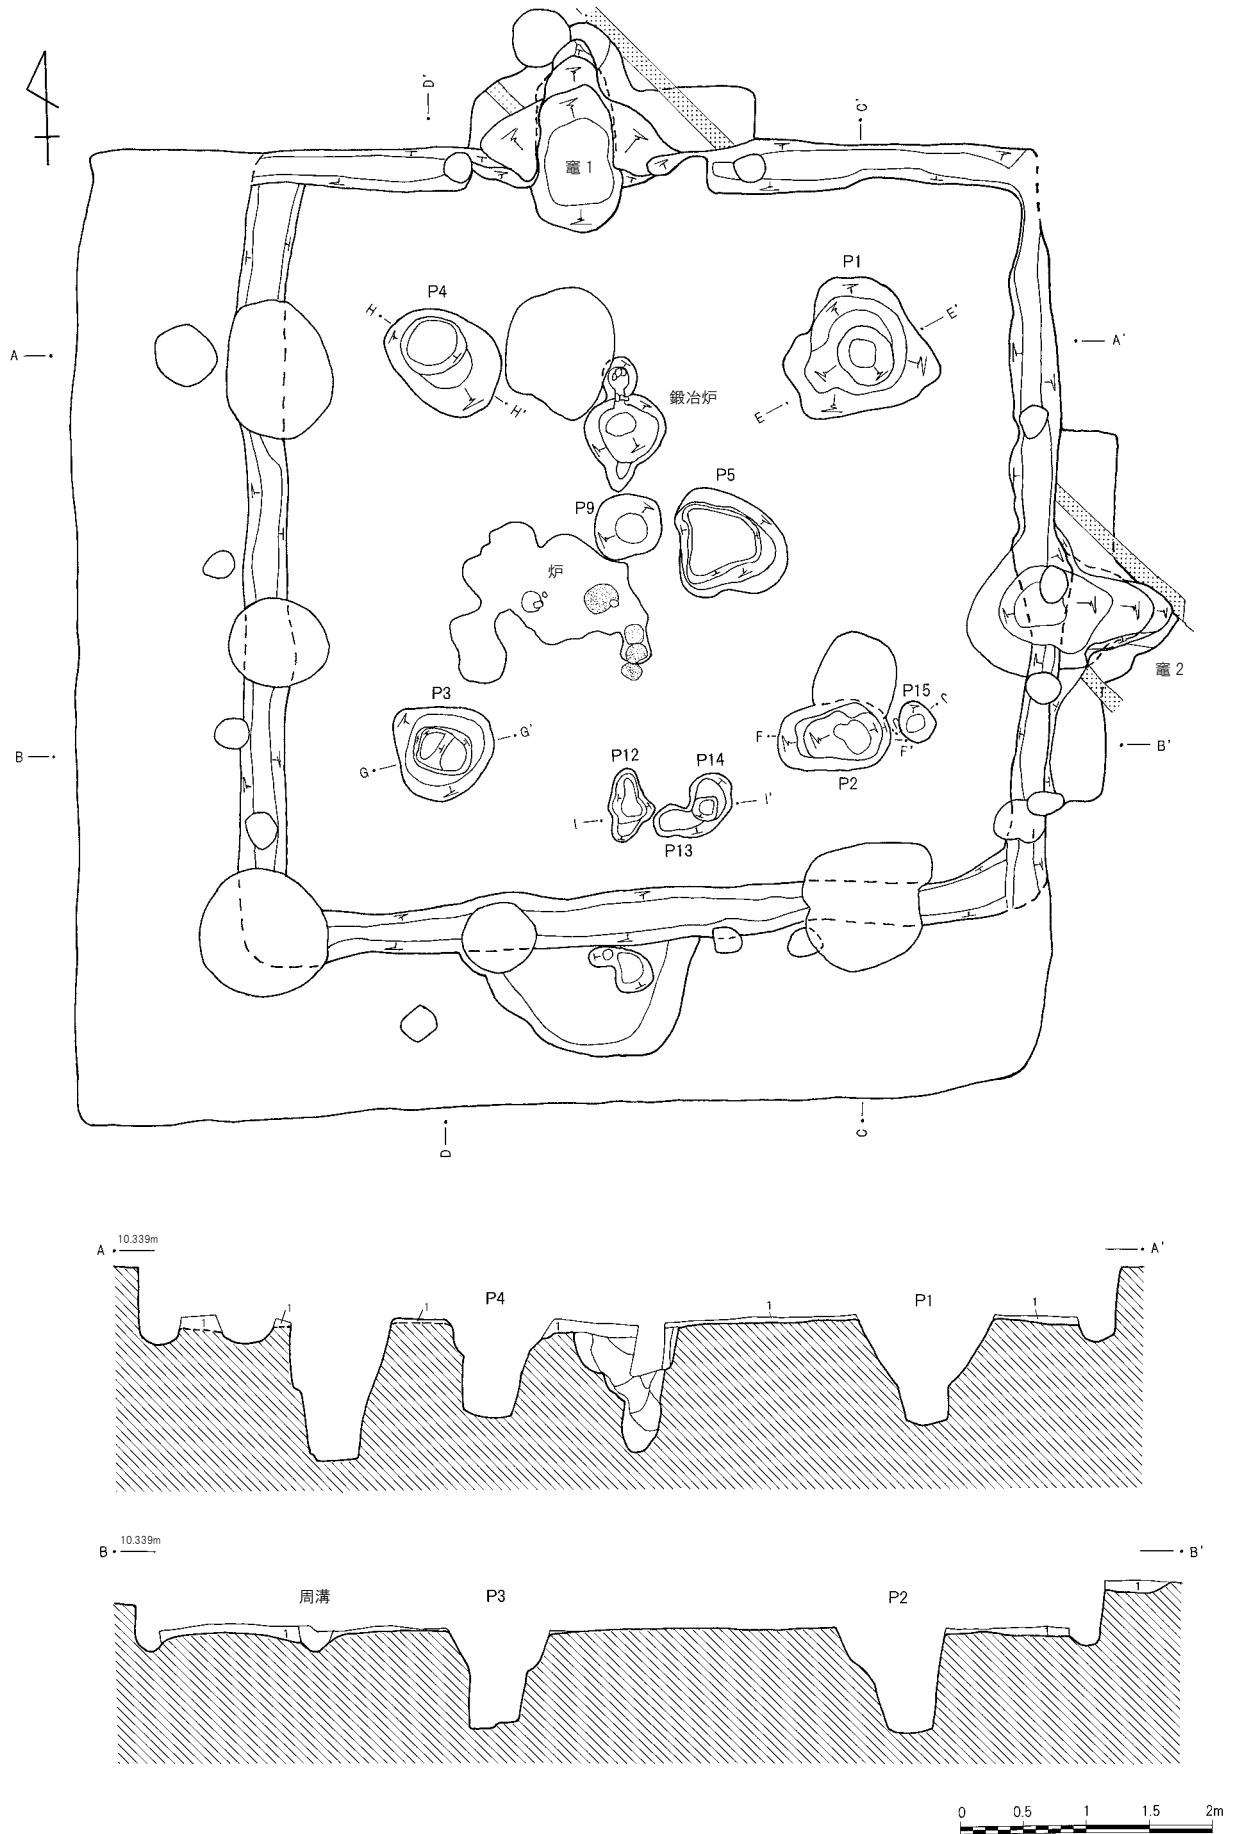 D'
C'
竈1
P1
P4
H
E'
A
A'
鍛冶炉
E
H'
P5
P9
炉
竈2
P3
P15
J
G'
F
F'
B
B'
G
P12
P14
P2
I
I'
P13
D
C
A 10.339m
A'
1
1
1
1
1
1
P4
P1
B 10.339m
B'
周溝
P3
P2
1
1
1
0 0.5 1 1.5 2m